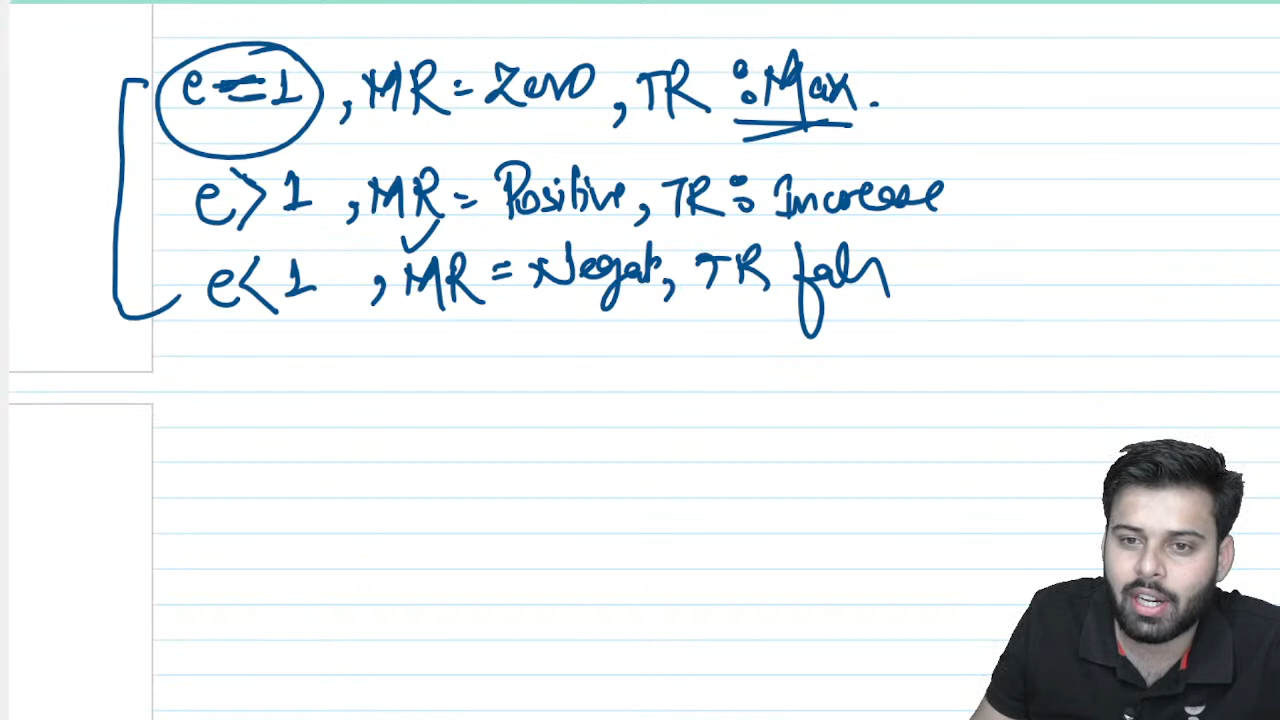 e = 1, MR = Zero, TR : Max.
e > 1, MR = Positive, TR : Increase
e < 1, MR = Negat, TR fall